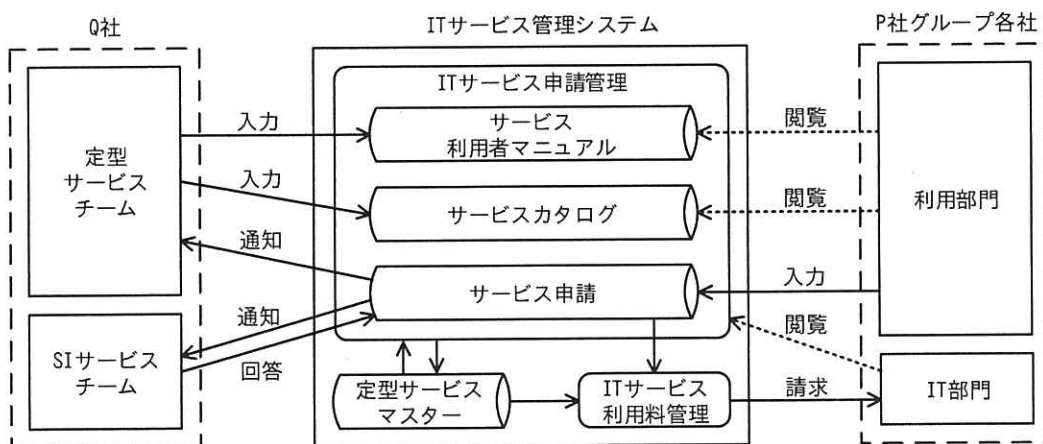 Q社
ITサービス管理システム
P社グループ各社
ITサービス申請管理
定型
サービス
チーム
入力
サービス
利用者マニュアル
閲覧
利用部門
入力
サービスカタログ
閲覧
通知
サービス申請
入力
SIサービス
チーム
通知
回答
閲覧
定型サービス
マスター
ITサービス
利用料管理
請求
IT部門